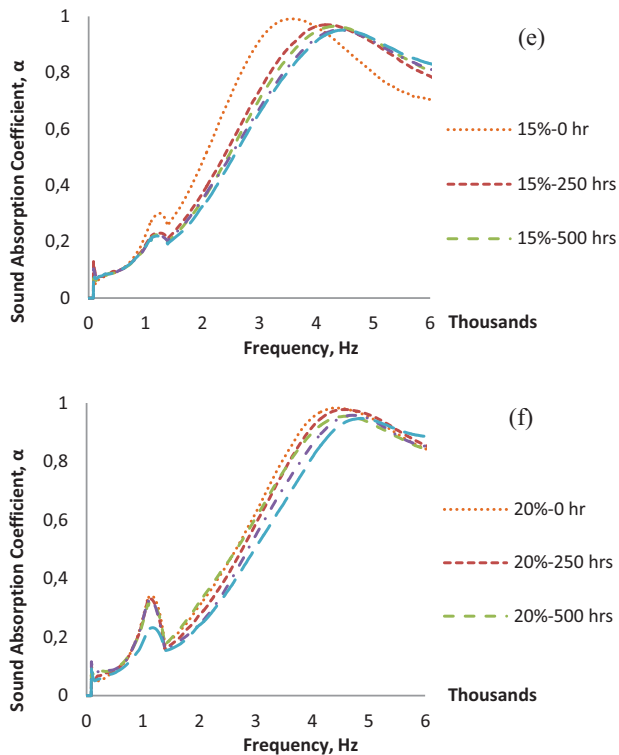 (e)
Sound Absorption Coefficient, α
1
0,8
0,6
0,4
0,2
0
0 1 2 3 4 5 6
Thousands
Frequency, Hz
15%-0 hr
15%-250 hrs
15%-500 hrs
(f)
Sound Absorption Coefficient, α
1
0,8
0,6
0,4
0,2
0
0 1 2 3 4 5 6
Thousands
Frequency, Hz
20%-0 hr
20%-250 hrs
20%-500 hrs